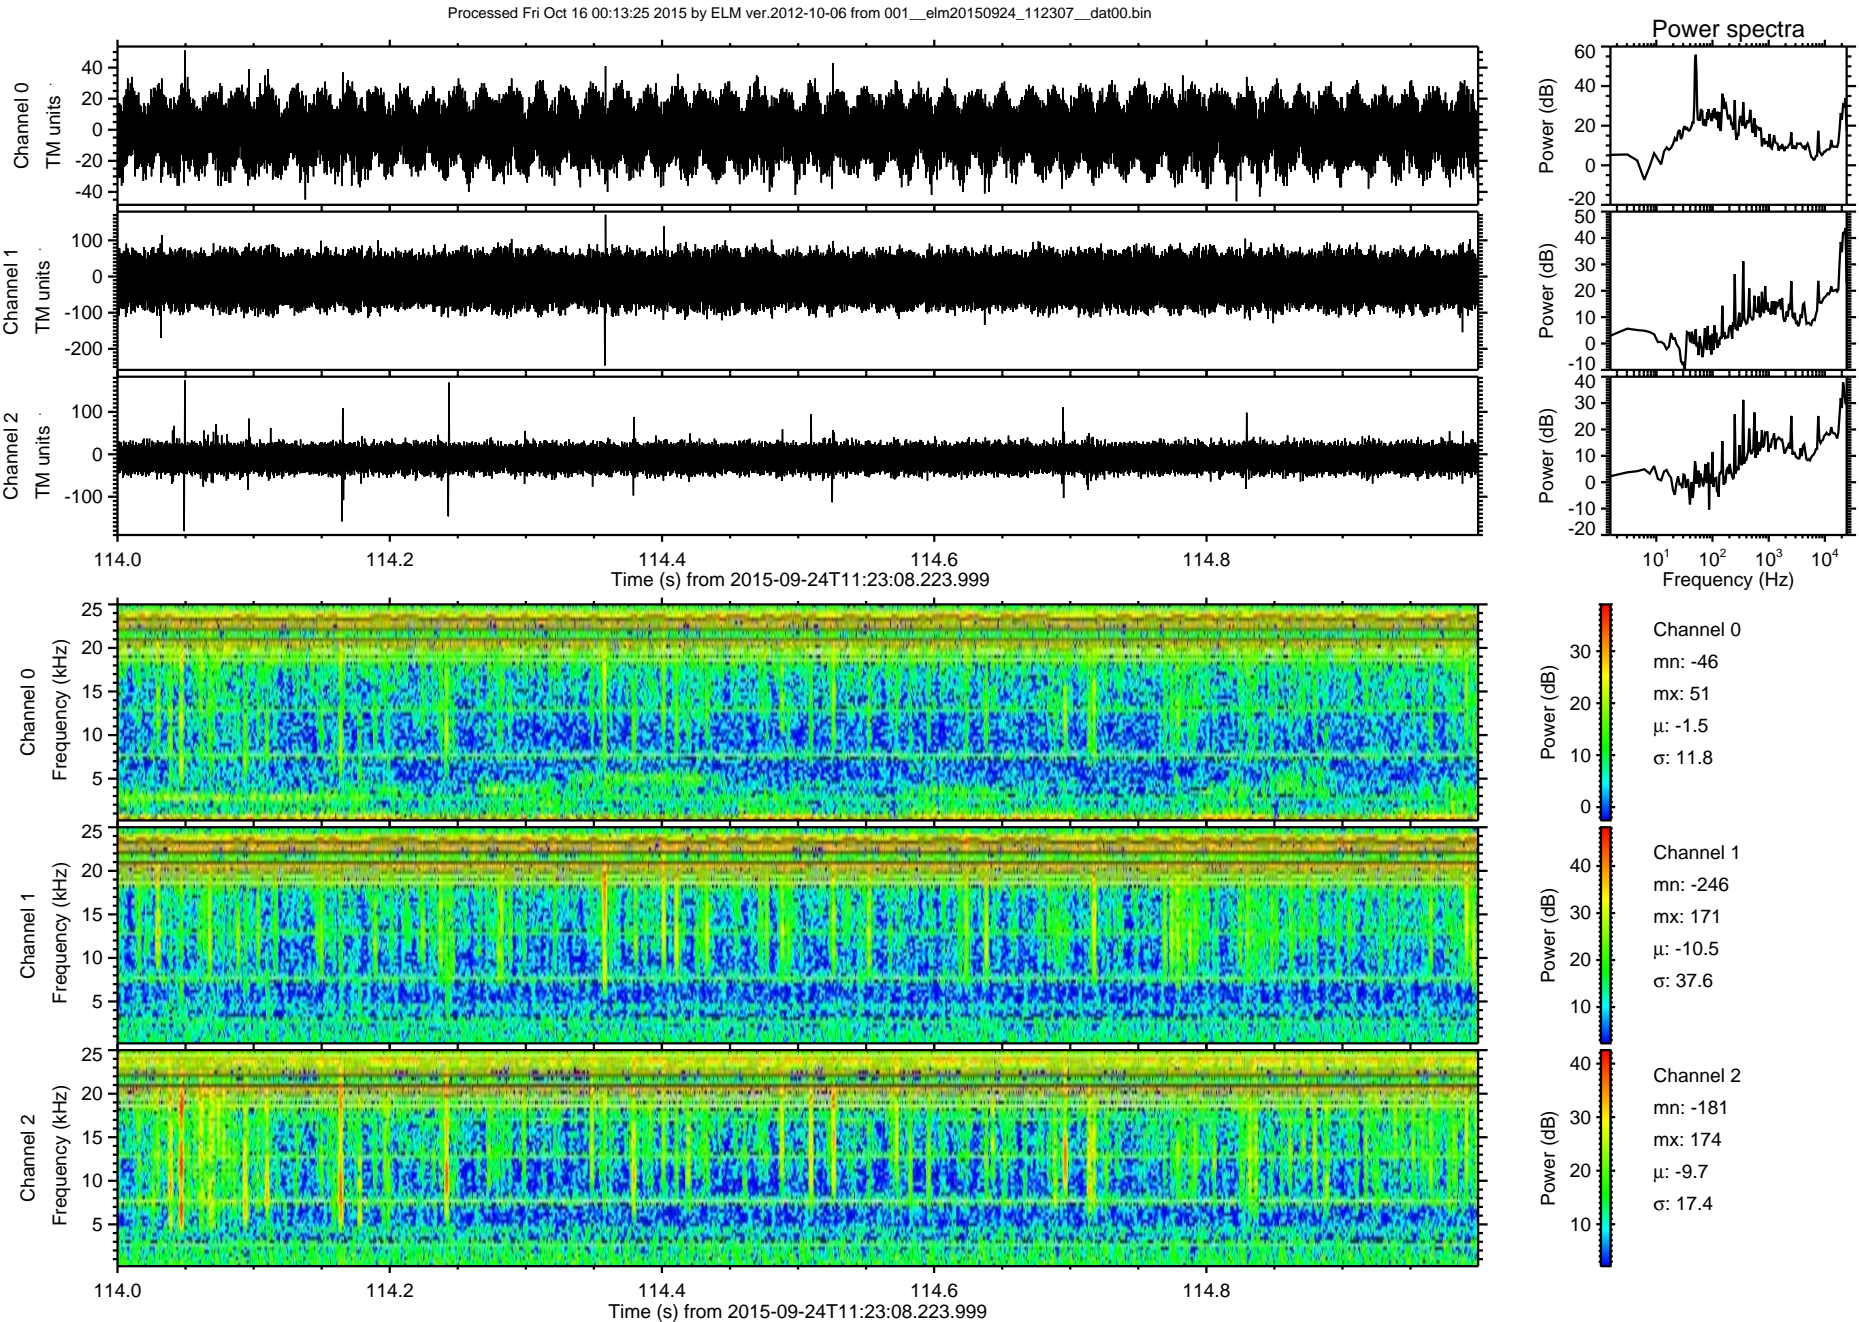 Processed Fri Oct 16 00:13:25 2015 by ELM ver.2012-10-06 from 001__elm20150924_112307__dat00.bin
Power spectra
Channel 0
TM units
40
20
0
-20
-40
Power (dB)
60
40
20
0
-20
Channel 1
TM units
100
0
-100
-200
Power (dB)
50
40
30
20
10
0
-10
Channel 2
TM units
100
0
-100
Power (dB)
40
30
20
10
0
-10
-20
114.0 114.2 114.4 114.6 114.8
Time (s) from 2015-09-24T11:23:08.223.999
10^1 10^2 10^3 10^4
Frequency (Hz)
Channel 0
Frequency (kHz)
25
20
15
10
5
Power (dB)
30
20
10
0
Channel 0
mn: -46
mx: 51
μ: -1.5
σ: 11.8
Channel 1
Frequency (kHz)
25
20
15
10
5
Power (dB)
40
30
20
10
Channel 1
mn: -246
mx: 171
μ: -10.5
σ: 37.6
Channel 2
Frequency (kHz)
25
20
15
10
5
Power (dB)
40
30
20
10
Channel 2
mn: -181
mx: 174
μ: -9.7
σ: 17.4
114.0 114.2 114.4 114.6 114.8
Time (s) from 2015-09-24T11:23:08.223.999